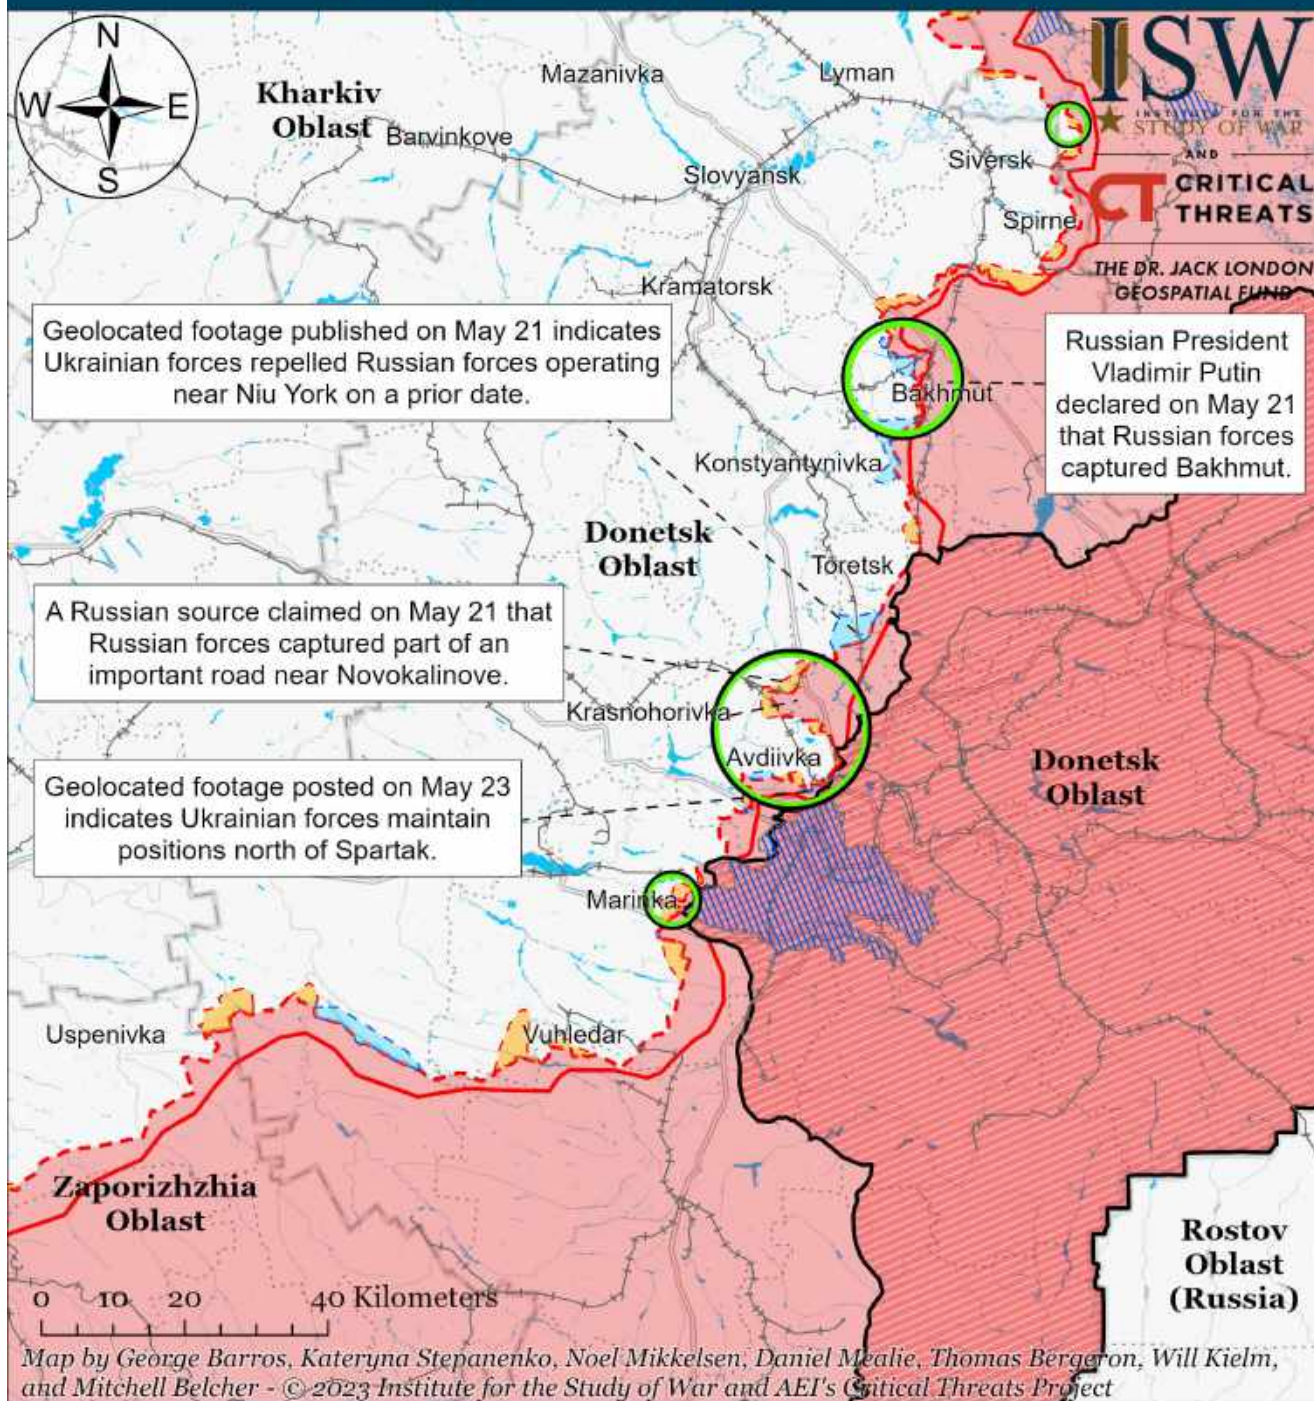 N
W
E
S
Kharkiv
Oblast
Mazanivka
Lyman
Barvinkove
Slovyansk
Siversk
Spirne
Kramatorsk
ISW
INSTITUTE FOR THE
STUDY OF WAR
AND
CT CRITICAL
THREATS
THE DR. JACK LONDON
GEOSPATIAL FUND
Geolocated footage published on May 21 indicates
Ukrainian forces repelled Russian forces operating
near Niu York on a prior date.
Russian President
Vladimir Putin
declared on May 21
that Russian forces
captured Bakhmut.
Bakhmut
Konstyantynivka
Donetsk
Oblast
Toretsk
A Russian source claimed on May 21 that
Russian forces captured part of an
important road near Novokalinove.
Krasnohorivka
Avdiivka
Donetsk
Oblast
Geolocated footage posted on May 23
indicates Ukrainian forces maintain
positions north of Spartak.
Marinka
Uspenivka
Vuhledar
Zaporizhzhia
Oblast
Rostov
Oblast
(Russia)
0 10 20 40 Kilometers
Map by George Barros, Kateryna Stepanenko, Noel Mikkelsen, Daniel Mealie, Thomas Bergeron, Will Kielm,
and Mitchell Belcher - © 2023 Institute for the Study of War and AEI's Critical Threats Project